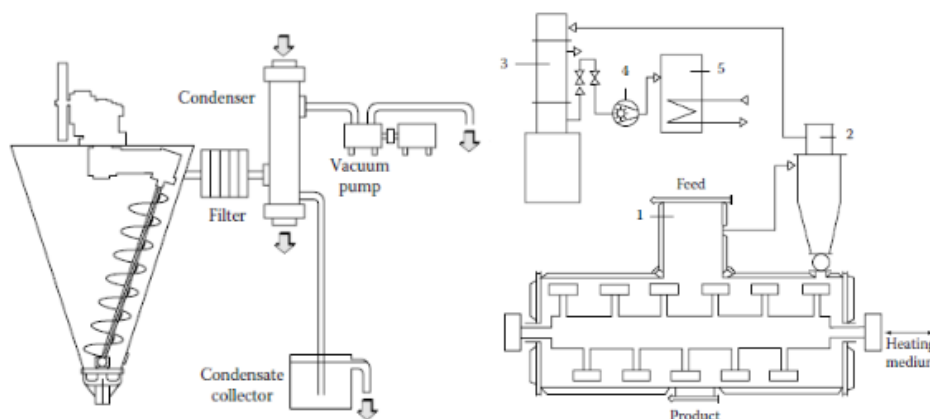 Condenser
Filter
Vacuum
pump
Condensate
collector
3
4
5
2
Feed
1
Heating
medium
Product